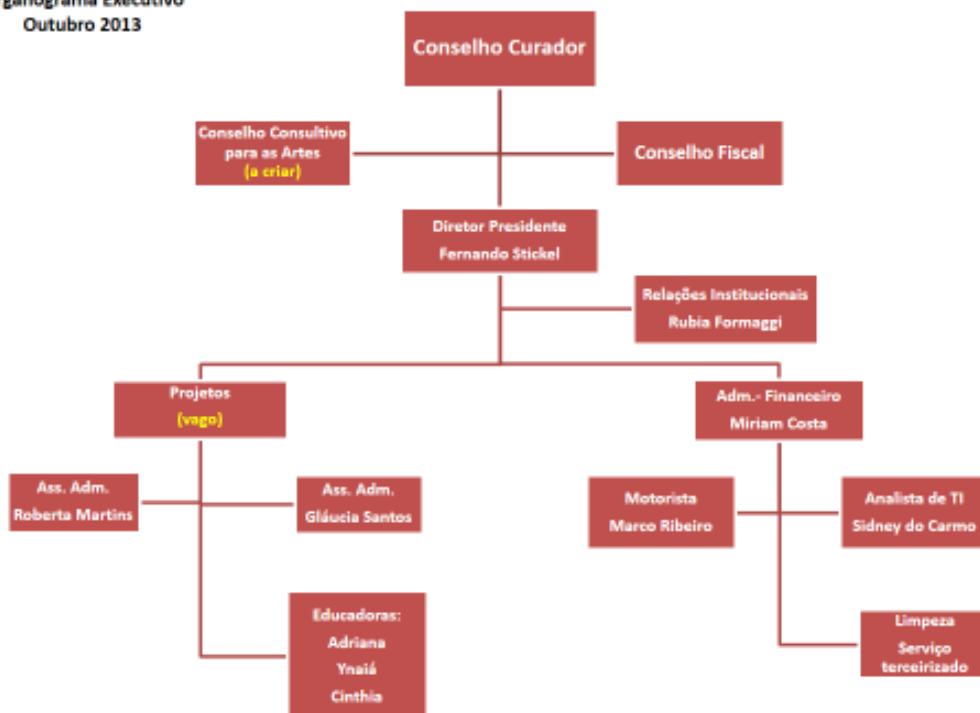 Organograma Executivo
Outubro 2013
Conselho Curador
Conselho Consultivo
para as Artes
(a criar)
Conselho Fiscal
Diretor Presidente
Fernando Stickel
Relações Institucionais
Rubia Formaggi
Projetos
(vago)
Adm.- Financeiro
Miriam Costa
Ass. Adm.
Roberta Martins
Ass. Adm.
Gláucia Santos
Motorista
Marco Ribeiro
Analista de TI
Sidney do Carmo
Educadoras:
Adriana
Ynaiá
Cinthia
Limpeza
Serviço
terceirizado